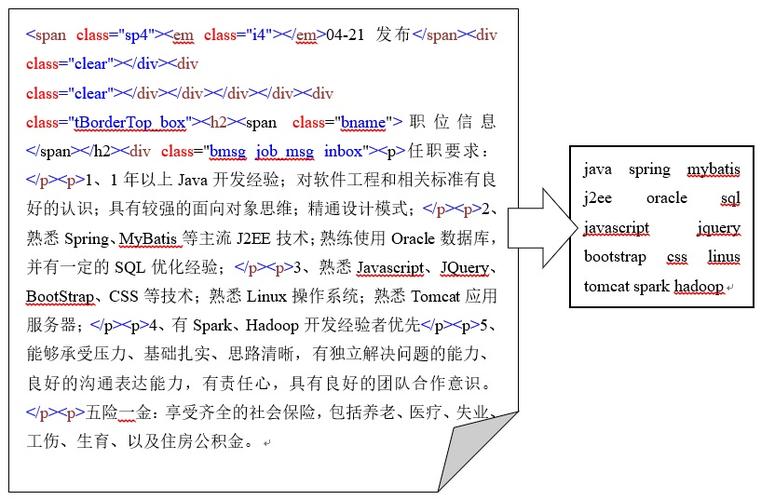 <span class="sp4"><em class="i4"></em>04-21 发布</span><div
class="clear"></div><div
class="clear"></div></div></div></div><div
class="tBorderTop_box"><h2><span class="bname">职位信息
</span></h2><div class="bmsg job_msg inbox"><p>任职要求：
</p><p>1、1 年以上 Java 开发经验；对软件工程和相关标准有良
好的认识；具有较强的面向对象思维；精通设计模式；</p><p>2、
熟悉 Spring、MyBatis 等主流 J2EE 技术；熟练使用 Oracle 数据库，
并有一定的 SQL 优化经验；</p><p>3、熟悉 Javascript、JQuery、
BootStrap、CSS 等技术；熟悉 Linux 操作系统；熟悉 Tomcat 应用
服务器；</p><p>4、有 Spark、Hadoop 开发经验者优先</p><p>5、
能够承受压力、基础扎实、思路清晰，有独立解决问题的能力、
良好的沟通表达能力，有责任心，具有良好的团队合作意识。
</p><p>五险一金：享受齐全的社会保险，包括养老、医疗、失业、
工伤、生育、以及住房公积金。
java spring mybatis
j2ee oracle sql
javascript jquery
bootstrap css linus
tomcat spark hadoop